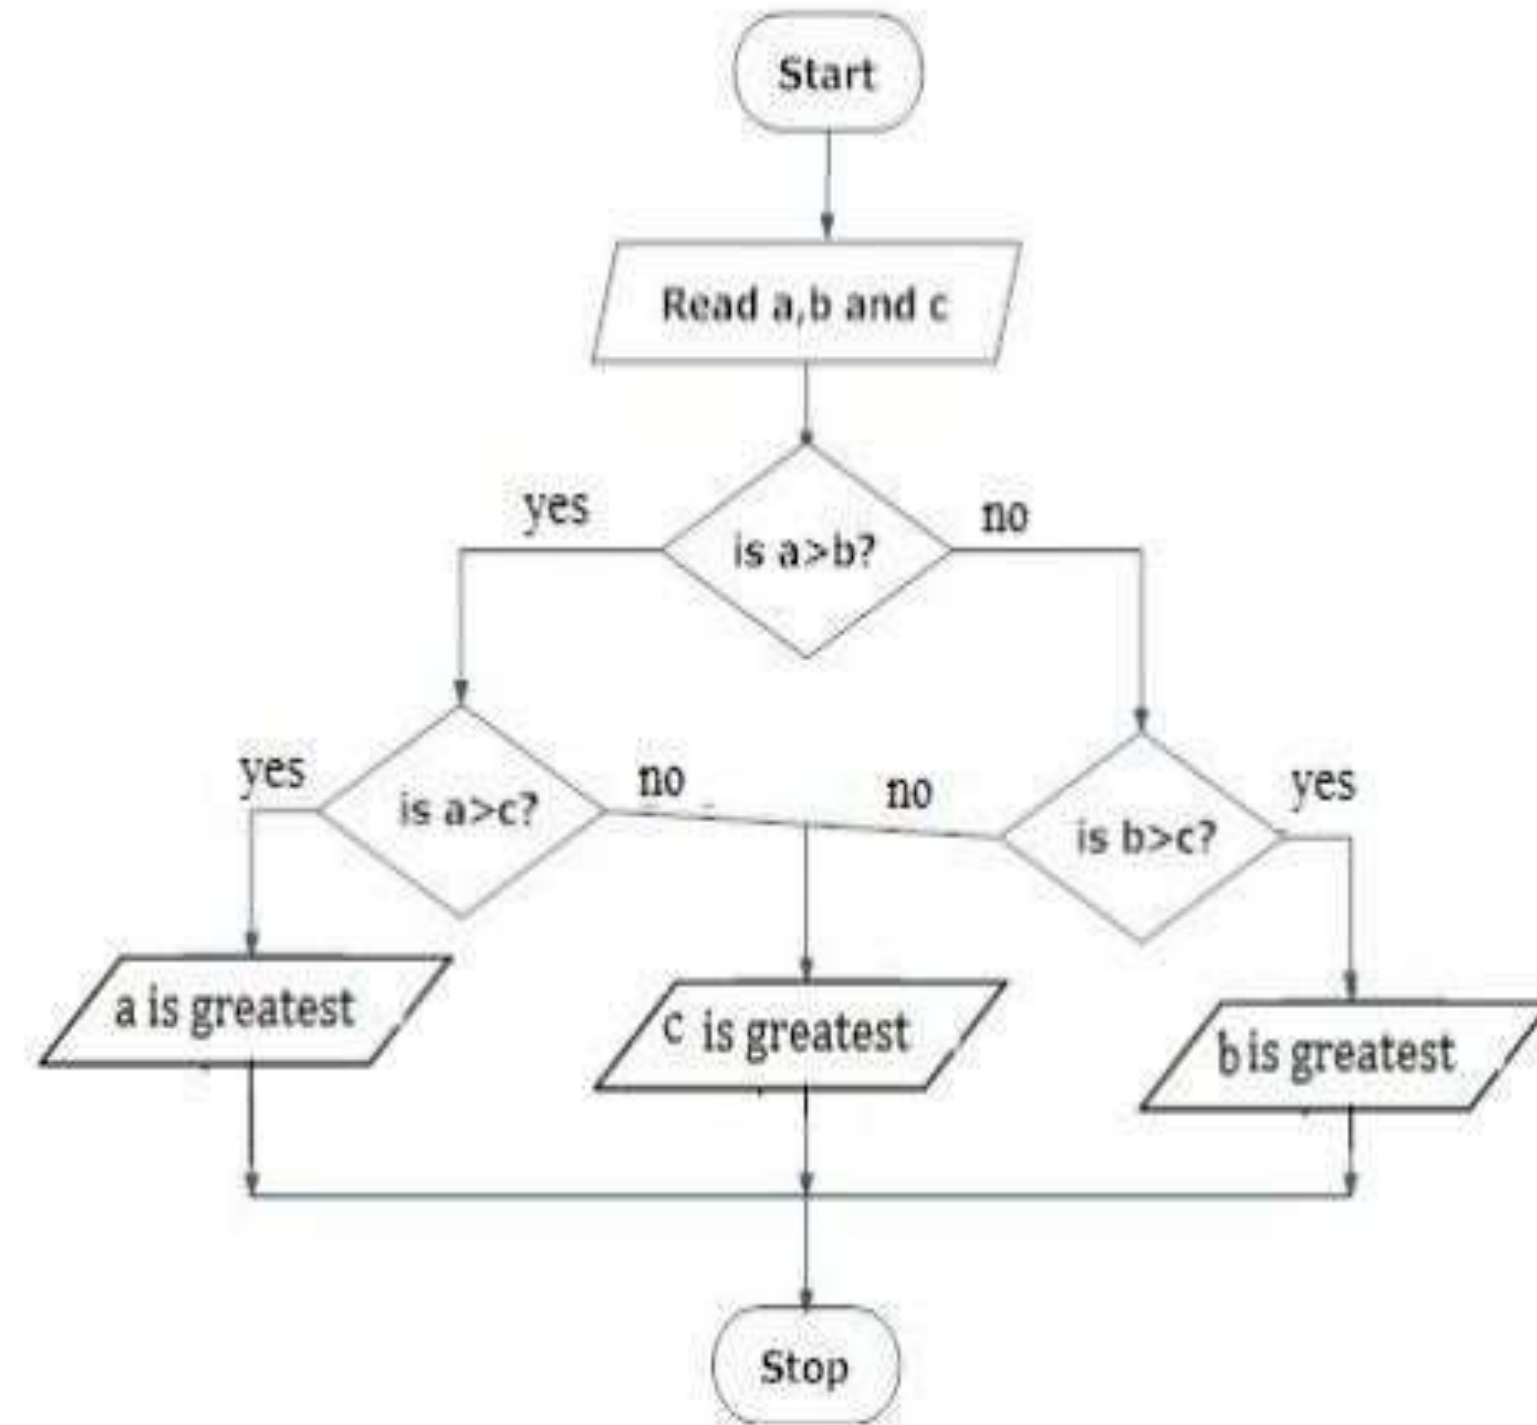 Start
Read a,b and c
yes
no
is a>b?
yes
no
no
yes
is a>c?
is b>c?
a is greatest
c is greatest
b is greatest
Stop